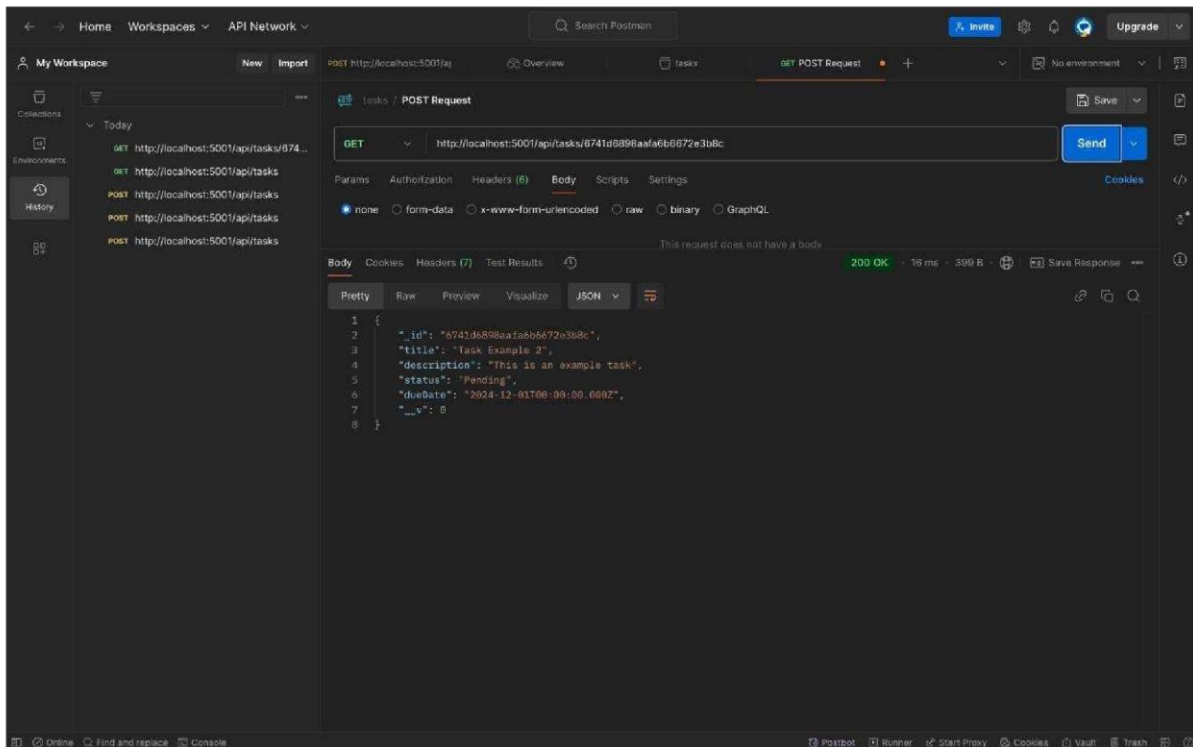 Home Workspaces API Network Search Postman Invite Upgrade
My Workspace New Import POST http://localhost:5001/ap Overview tasks GET POST Request No environment
Collections
Environments
History
Today
GET http://localhost:5001/api/tasks/674...
GET http://localhost:5001/api/tasks
POST http://localhost:5001/api/tasks
POST http://localhost:5001/api/tasks
POST http://localhost:5001/api/tasks
HTTP tasks / POST Request Save
GET http://localhost:5001/api/tasks/6741d6898aafa6b6672e3b8c Send
Params Authorization Headers (6) Body Scripts Settings Cookies
none form-data x-www-form-urlencoded raw binary GraphQL
This request does not have a body
Body Cookies Headers (7) Test Results 200 OK 16 ms 399 B Save Response
Pretty Raw Preview Visualize JSON
1 {
2 "_id": "6741d6898aafa6b6672e3b8c",
3 "title": "Task Example 2",
4 "description": "This is an example task",
5 "status": "Pending",
6 "dueDate": "2024-12-01T00:00:00.000Z",
7 "__v": 0
8 }
Online Find and replace Console Postbot Runner Start Proxy Cookies Vault Trash